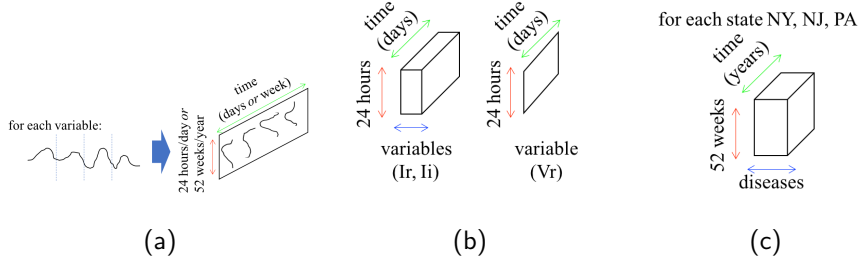 for each variable:
24 hours/day or
52 weeks/year
time
(days or week)
(a)
time
(days)
24 hours
variables
(Ir, Ii)
time
(days)
24 hours
variable
(Vr)
(b)
for each state NY, NJ, PA
time
(years)
52 weeks
diseases
(c)